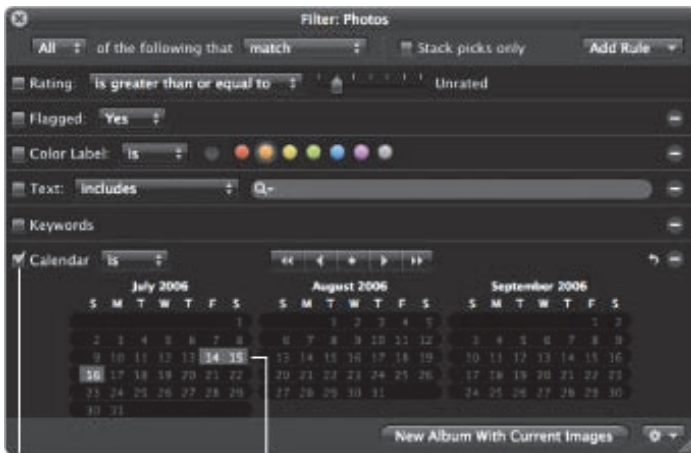 Filter: Photos
All of the following that match Stack picks only Add Rule
Rating: is greater than or equal to Unrated
Flagged: Yes
Color Label: is
Text: includes
Keywords
Calendar is
July 2006 August 2006 September 2006
S M T W T F S S M T W T F S S M T W T F S
1 1 2 3 4 5 1 2
2 3 4 5 6 7 8 6 7 8 9 10 11 12 3 4 5 6 7 8 9
9 10 11 12 13 14 15 13 14 15 16 17 18 19 10 11 12 13 14 15 16
16 17 18 19 20 21 22 20 21 22 23 24 25 26 17 18 19 20 21 22 23
23 24 25 26 27 28 29 27 28 29 30 31 24 25 26 27 28 29 30
30 31
New Album With Current Images